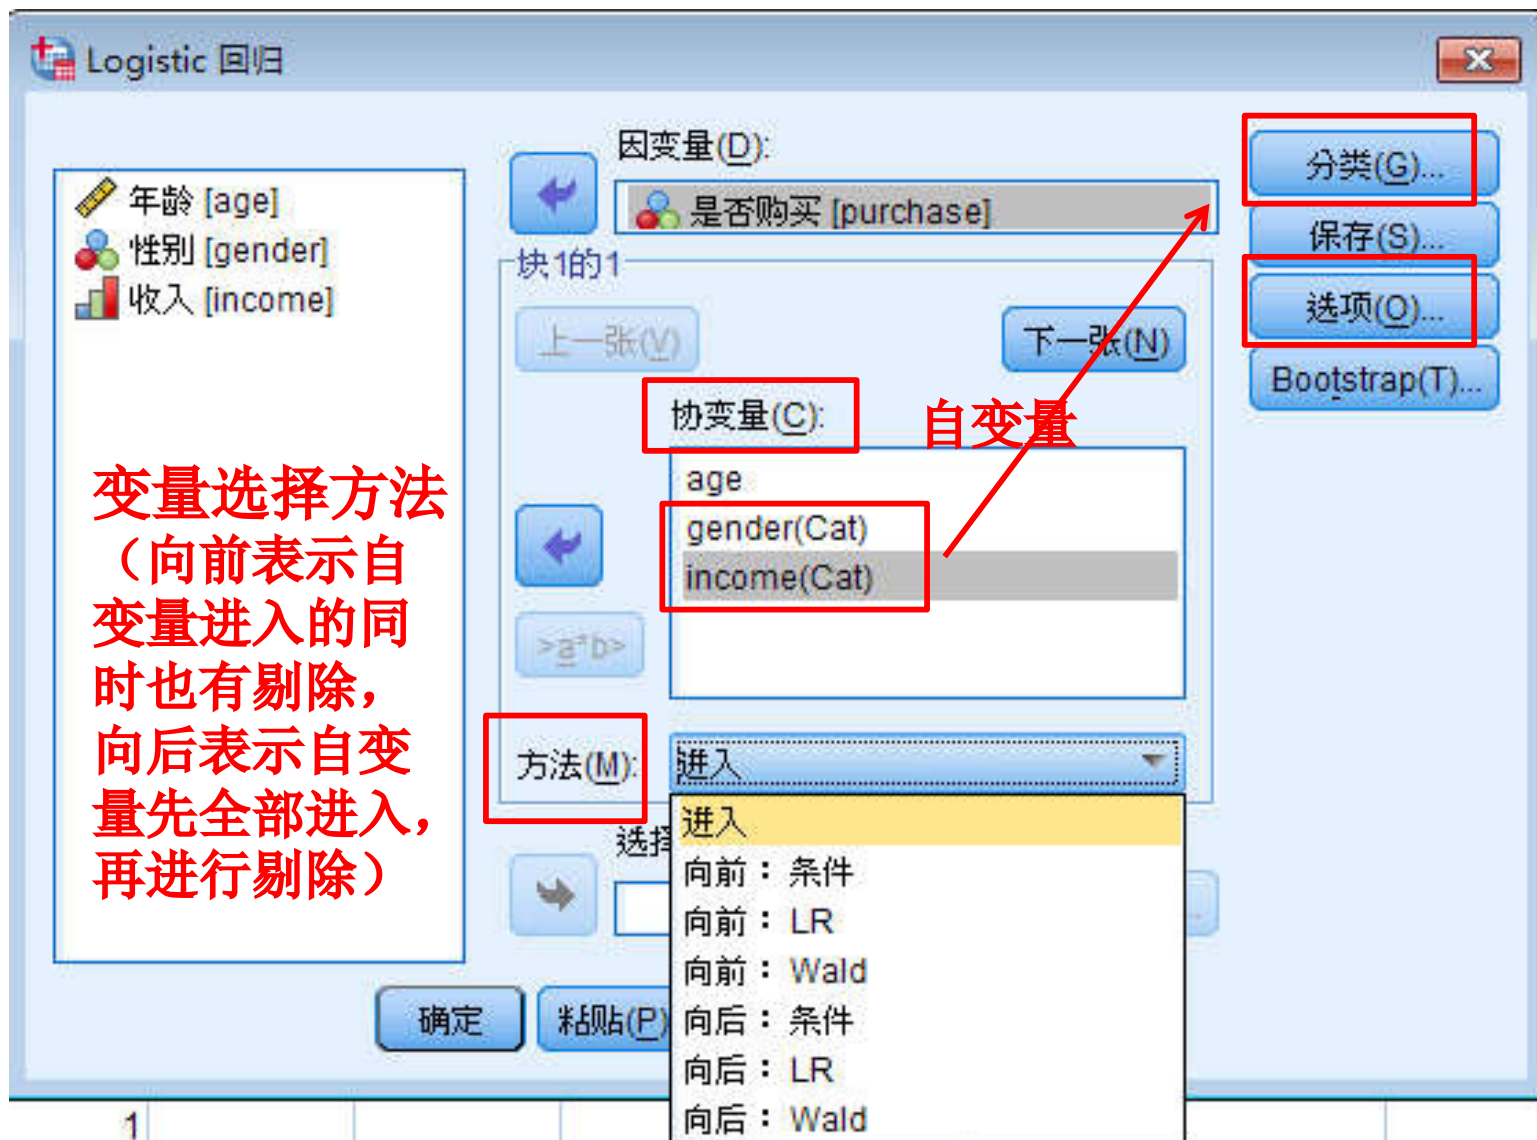 Logistic 回归
年龄 [age]
性别 [gender]
收入 [income]
变量选择方法
（向前表示自
变量进入的同
时也有剔除，
向后表示自变
量先全部进入，
再进行剔除）
因变量(D):
是否购买 [purchase]
块1的1
上一张(V)
下一张(N)
协变量(C):
自变量
age
gender(Cat)
income(Cat)
>a*b>
方法(M):
进入
进入
向前：条件
向前：LR
向前：Wald
向后：条件
向后：LR
向后：Wald
选择
分类(G)...
保存(S)...
选项(O)...
Bootstrap(T)...
确定
粘贴(P)
1